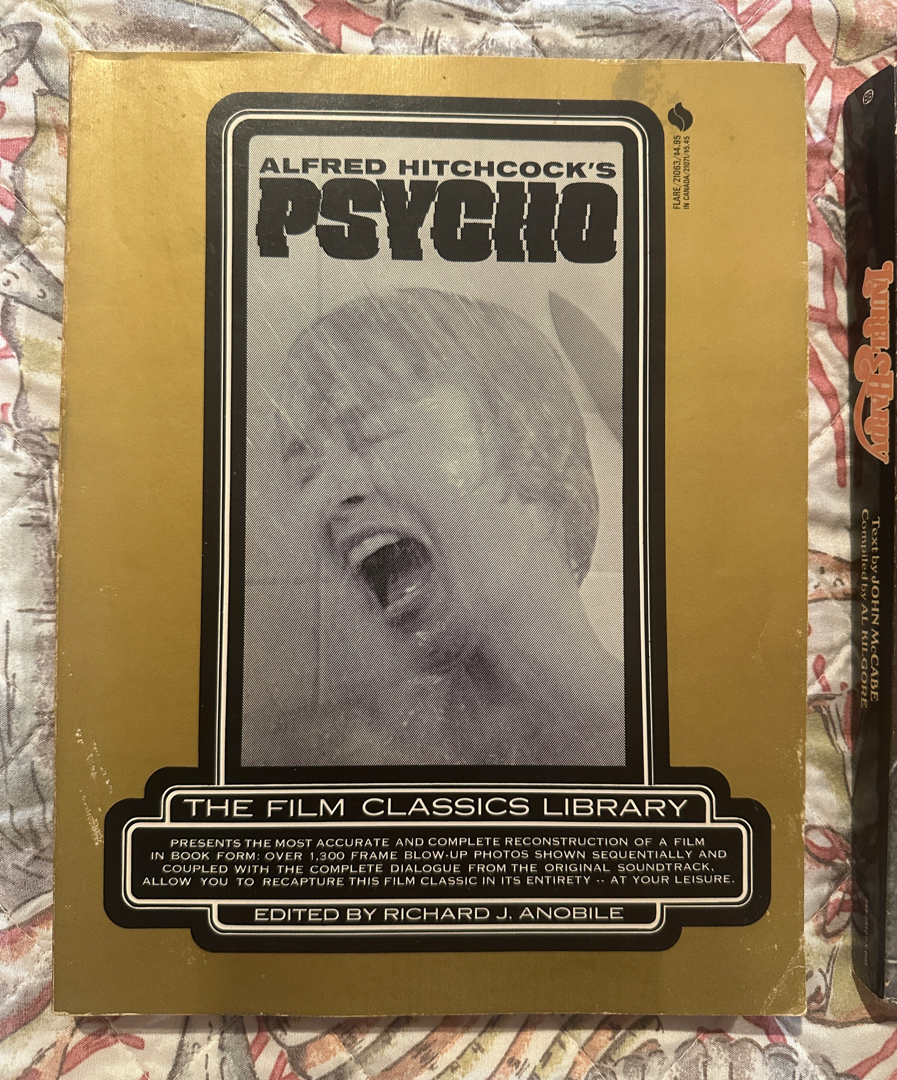 ALFRED HITCHCOCK'S
PSYCHO
FLARE/21063/$4.95
IN CANADA/21071/$5.45
THE FILM CLASSICS LIBRARY
PRESENTS THE MOST ACCURATE AND COMPLETE RECONSTRUCTION OF A FILM
IN BOOK FORM: OVER 1,300 FRAME BLOW-UP PHOTOS SHOWN SEQUENTIALLY AND
COUPLED WITH THE COMPLETE DIALOGUE FROM THE ORIGINAL SOUNDTRACK,
ALLOW YOU TO RECAPTURE THIS FILM CLASSIC IN ITS ENTIRETY -- AT YOUR LEISURE.
EDITED BY RICHARD J. ANOBILE
LAUREL & HARDY
Text by JOHN McCABE
Compiled by AL KILGORE